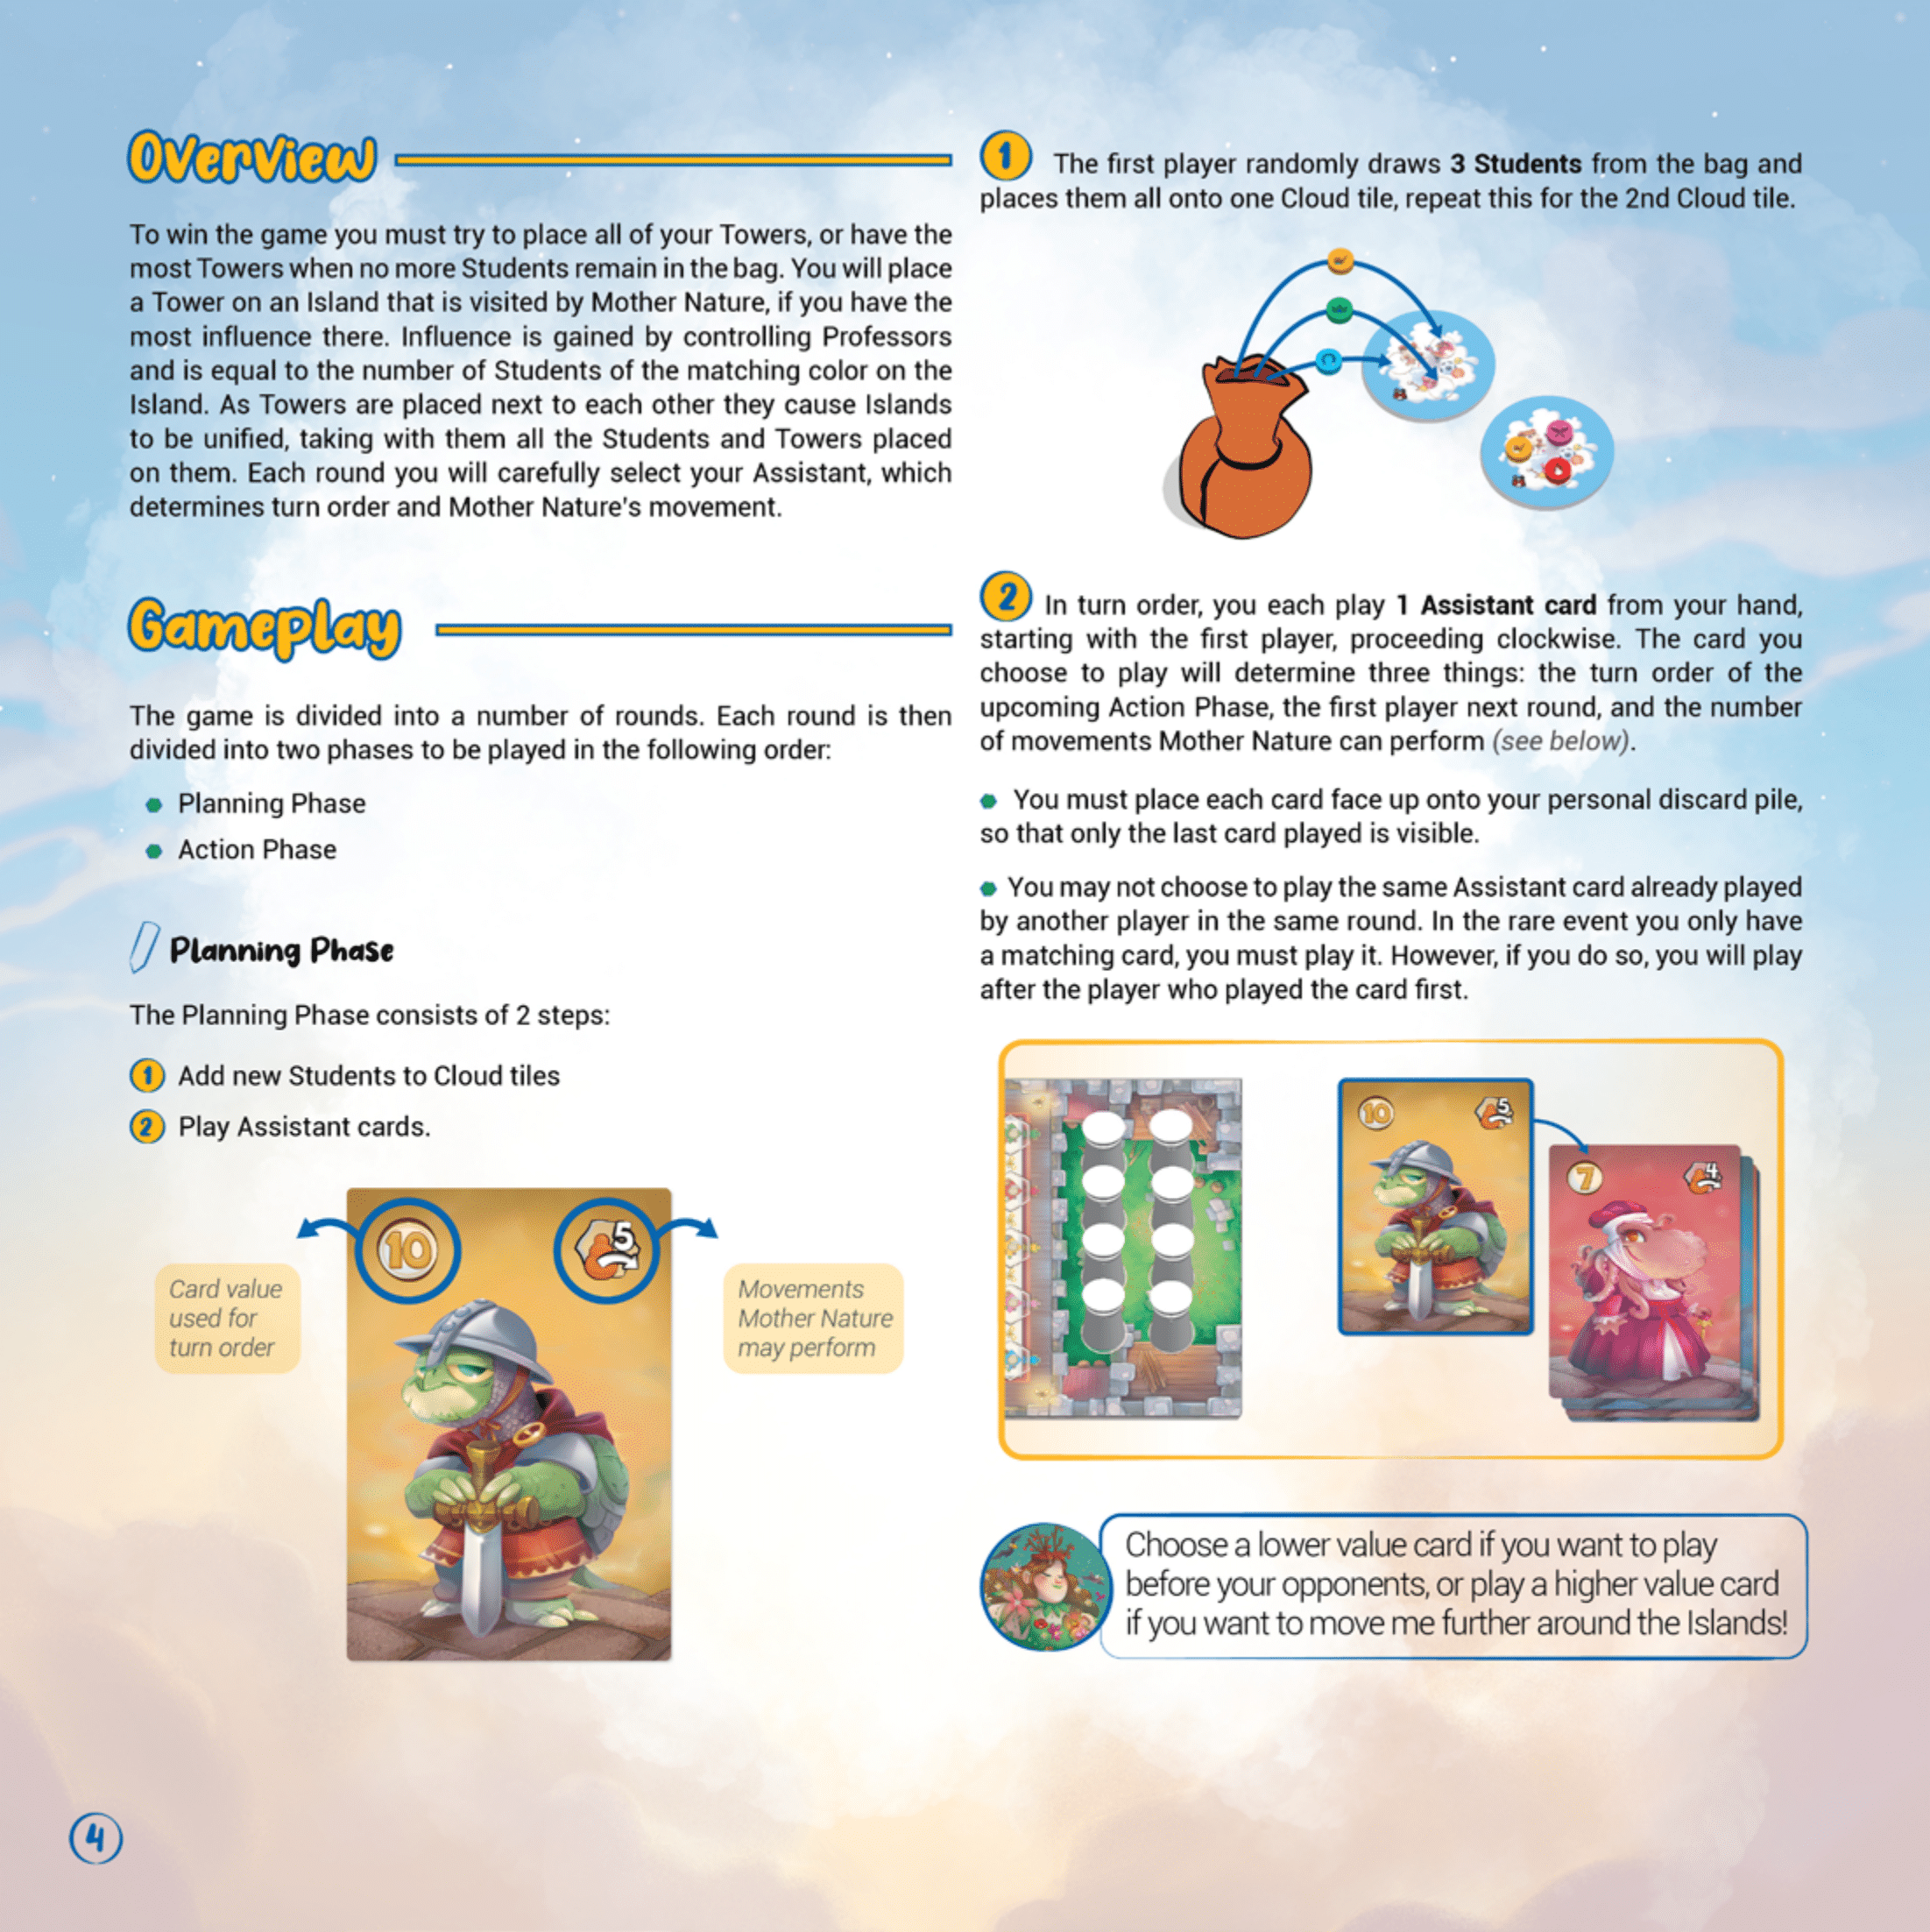 Overview
To win the game you must try to place all of your Towers, or have the
most Towers when no more Students remain in the bag. You will place
a Tower on an Island that is visited by Mother Nature, if you have the
most influence there. Influence is gained by controlling Professors
and is equal to the number of Students of the matching color on the
Island. As Towers are placed next to each other they cause Islands
to be unified, taking with them all the Students and Towers placed
on them. Each round you will carefully select your Assistant, which
determines turn order and Mother Nature's movement.
Gameplay
The game is divided into a number of rounds. Each round is then
divided into two phases to be played in the following order:
Planning Phase
Action Phase
Planning Phase
The Planning Phase consists of 2 steps:
1 Add new Students to Cloud tiles
2 Play Assistant cards.
10
5
Card value
used for
turn order
Movements
Mother Nature
may perform
1 The first player randomly draws 3 Students from the bag and
places them all onto one Cloud tile, repeat this for the 2nd Cloud tile.
2 In turn order, you each play 1 Assistant card from your hand,
starting with the first player, proceeding clockwise. The card you
choose to play will determine three things: the turn order of the
upcoming Action Phase, the first player next round, and the number
of movements Mother Nature can perform (see below).
You must place each card face up onto your personal discard pile,
so that only the last card played is visible.
You may not choose to play the same Assistant card already played
by another player in the same round. In the rare event you only have
a matching card, you must play it. However, if you do so, you will play
after the player who played the card first.
10
5
7
4
Choose a lower value card if you want to play
before your opponents, or play a higher value card
if you want to move me further around the Islands!
4